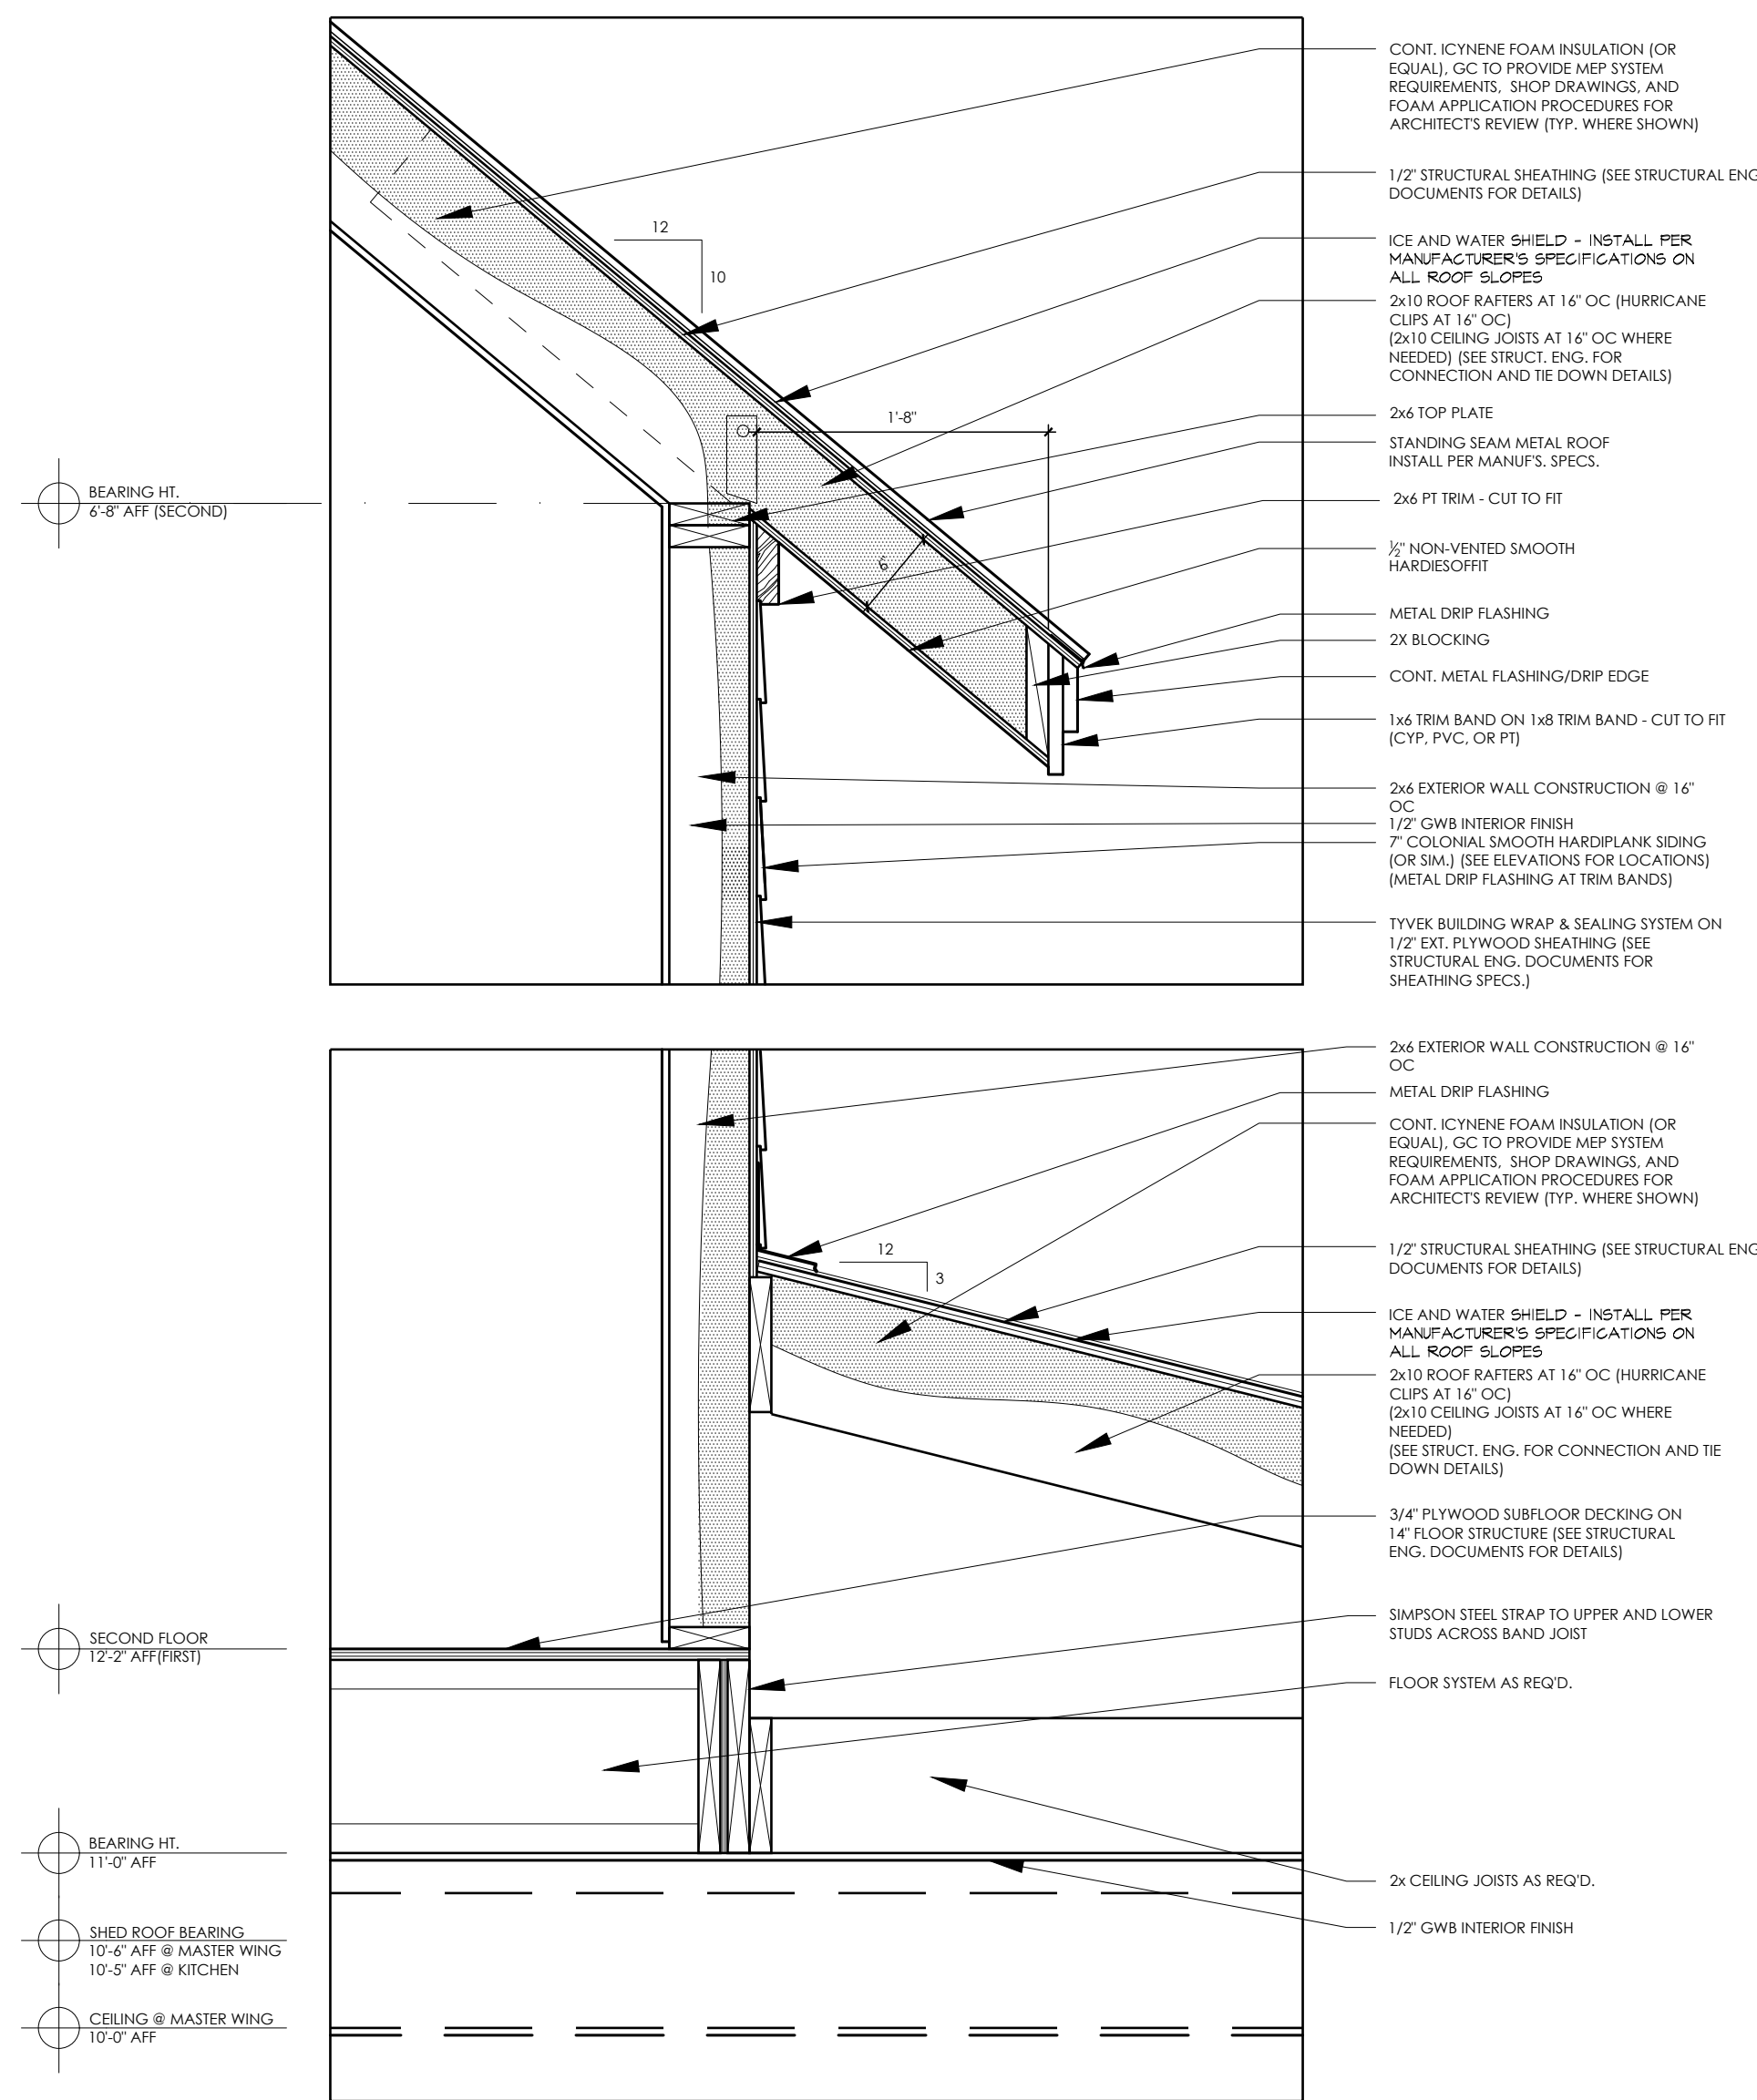 CONT. ICYNENE FOAM INSULATION (OR
EQUAL), GC TO PROVIDE MEP SYSTEM
REQUIREMENTS, SHOP DRAWINGS, AND
FOAM APPLICATION PROCEDURES FOR
ARCHITECT'S REVIEW (TYP. WHERE SHOWN)
1/2" STRUCTURAL SHEATHING (SEE STRUCTURAL ENG
DOCUMENTS FOR DETAILS)
ICE AND WATER SHIELD - INSTALL PER
MANUFACTURER'S SPECIFICATIONS ON
ALL ROOF SLOPES
2x10 ROOF RAFTERS AT 16" OC (HURRICANE
CLIPS AT 16" OC)
(2x10 CEILING JOISTS AT 16" OC WHERE
NEEDED) (SEE STRUCT. ENG. FOR
CONNECTION AND TIE DOWN DETAILS)
2x6 TOP PLATE
STANDING SEAM METAL ROOF
INSTALL PER MANUF'S. SPECS.
2x6 PT TRIM - CUT TO FIT
½" NON-VENTED SMOOTH
HARDIESOFFIT
METAL DRIP FLASHING
2X BLOCKING
CONT. METAL FLASHING/DRIP EDGE
1x6 TRIM BAND ON 1x8 TRIM BAND - CUT TO FIT
(CYP, PVC, OR PT)
2x6 EXTERIOR WALL CONSTRUCTION @ 16"
OC
1/2" GWB INTERIOR FINISH
7" COLONIAL SMOOTH HARDIPLANK SIDING
(OR SIM.) (SEE ELEVATIONS FOR LOCATIONS)
(METAL DRIP FLASHING AT TRIM BANDS)
TYVEK BUILDING WRAP & SEALING SYSTEM ON
1/2" EXT. PLYWOOD SHEATHING (SEE
STRUCTURAL ENG. DOCUMENTS FOR
SHEATHING SPECS.)
12
10
1'-8"
6"
BEARING HT.
6'-8" AFF (SECOND)
2x6 EXTERIOR WALL CONSTRUCTION @ 16"
OC
METAL DRIP FLASHING
CONT. ICYNENE FOAM INSULATION (OR
EQUAL), GC TO PROVIDE MEP SYSTEM
REQUIREMENTS, SHOP DRAWINGS, AND
FOAM APPLICATION PROCEDURES FOR
ARCHITECT'S REVIEW (TYP. WHERE SHOWN)
1/2" STRUCTURAL SHEATHING (SEE STRUCTURAL ENG
DOCUMENTS FOR DETAILS)
ICE AND WATER SHIELD - INSTALL PER
MANUFACTURER'S SPECIFICATIONS ON
ALL ROOF SLOPES
2x10 ROOF RAFTERS AT 16" OC (HURRICANE
CLIPS AT 16" OC)
(2x10 CEILING JOISTS AT 16" OC WHERE
NEEDED)
(SEE STRUCT. ENG. FOR CONNECTION AND TIE
DOWN DETAILS)
3/4" PLYWOOD SUBFLOOR DECKING ON
14" FLOOR STRUCTURE (SEE STRUCTURAL
ENG. DOCUMENTS FOR DETAILS)
SIMPSON STEEL STRAP TO UPPER AND LOWER
STUDS ACROSS BAND JOIST
FLOOR SYSTEM AS REQ'D.
2x CEILING JOISTS AS REQ'D.
1/2" GWB INTERIOR FINISH
12
3
SECOND FLOOR
12'-2" AFF(FIRST)
BEARING HT.
11'-0" AFF
SHED ROOF BEARING
10'-6" AFF @ MASTER WING
10'-5" AFF @ KITCHEN
CEILING @ MASTER WING
10'-0" AFF